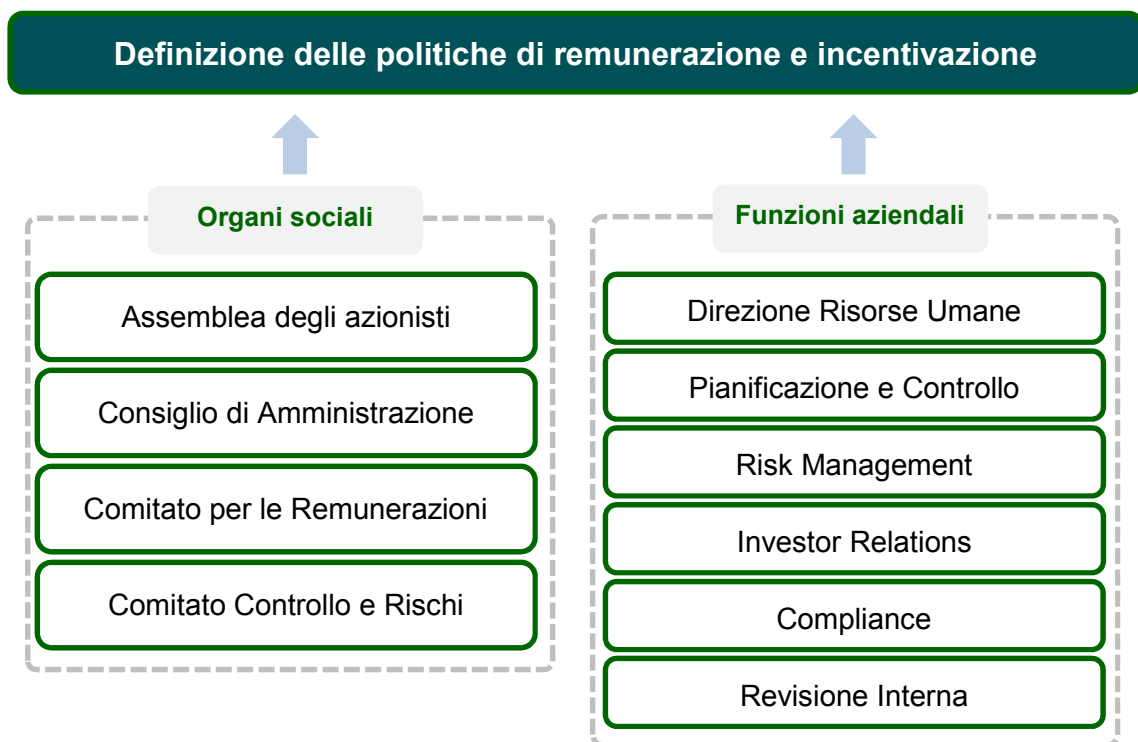 Definizione delle politiche di remunerazione e incentivazione
Organi sociali
Assemblea degli azionisti
Consiglio di Amministrazione
Comitato per le Remunerazioni
Comitato Controllo e Rischi
Funzioni aziendali
Direzione Risorse Umane
Pianificazione e Controllo
Risk Management
Investor Relations
Compliance
Revisione Interna